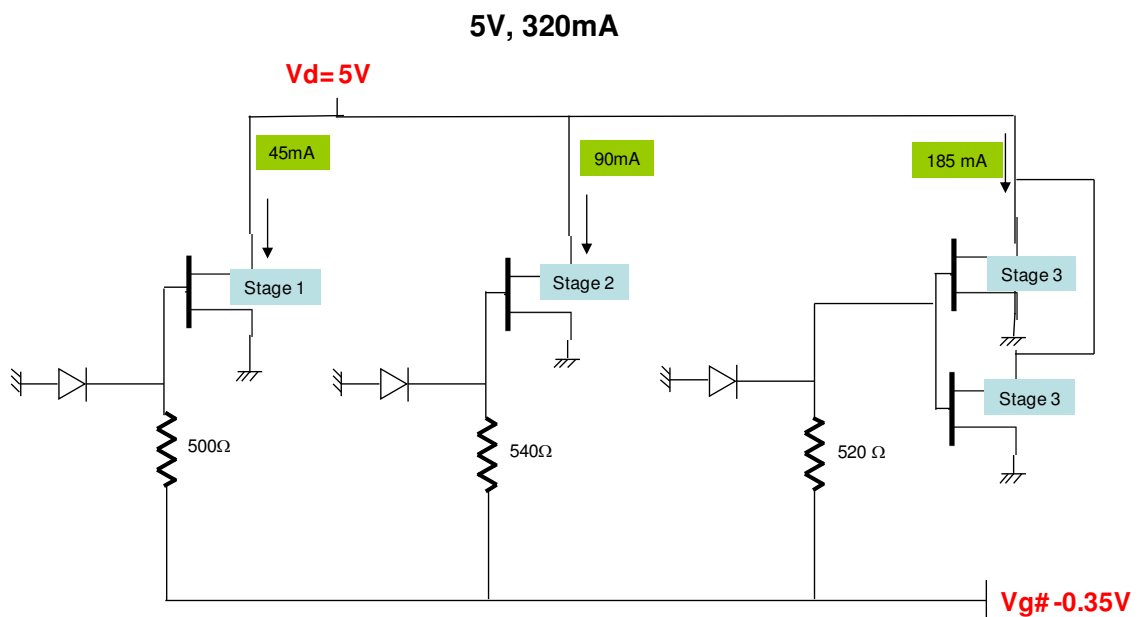 5V, 320mA
Vd= 5V
45mA
90mA
185 mA
Stage 1
Stage 2
Stage 3
Stage 3
500Ω
540Ω
520 Ω
Vg# -0.35V